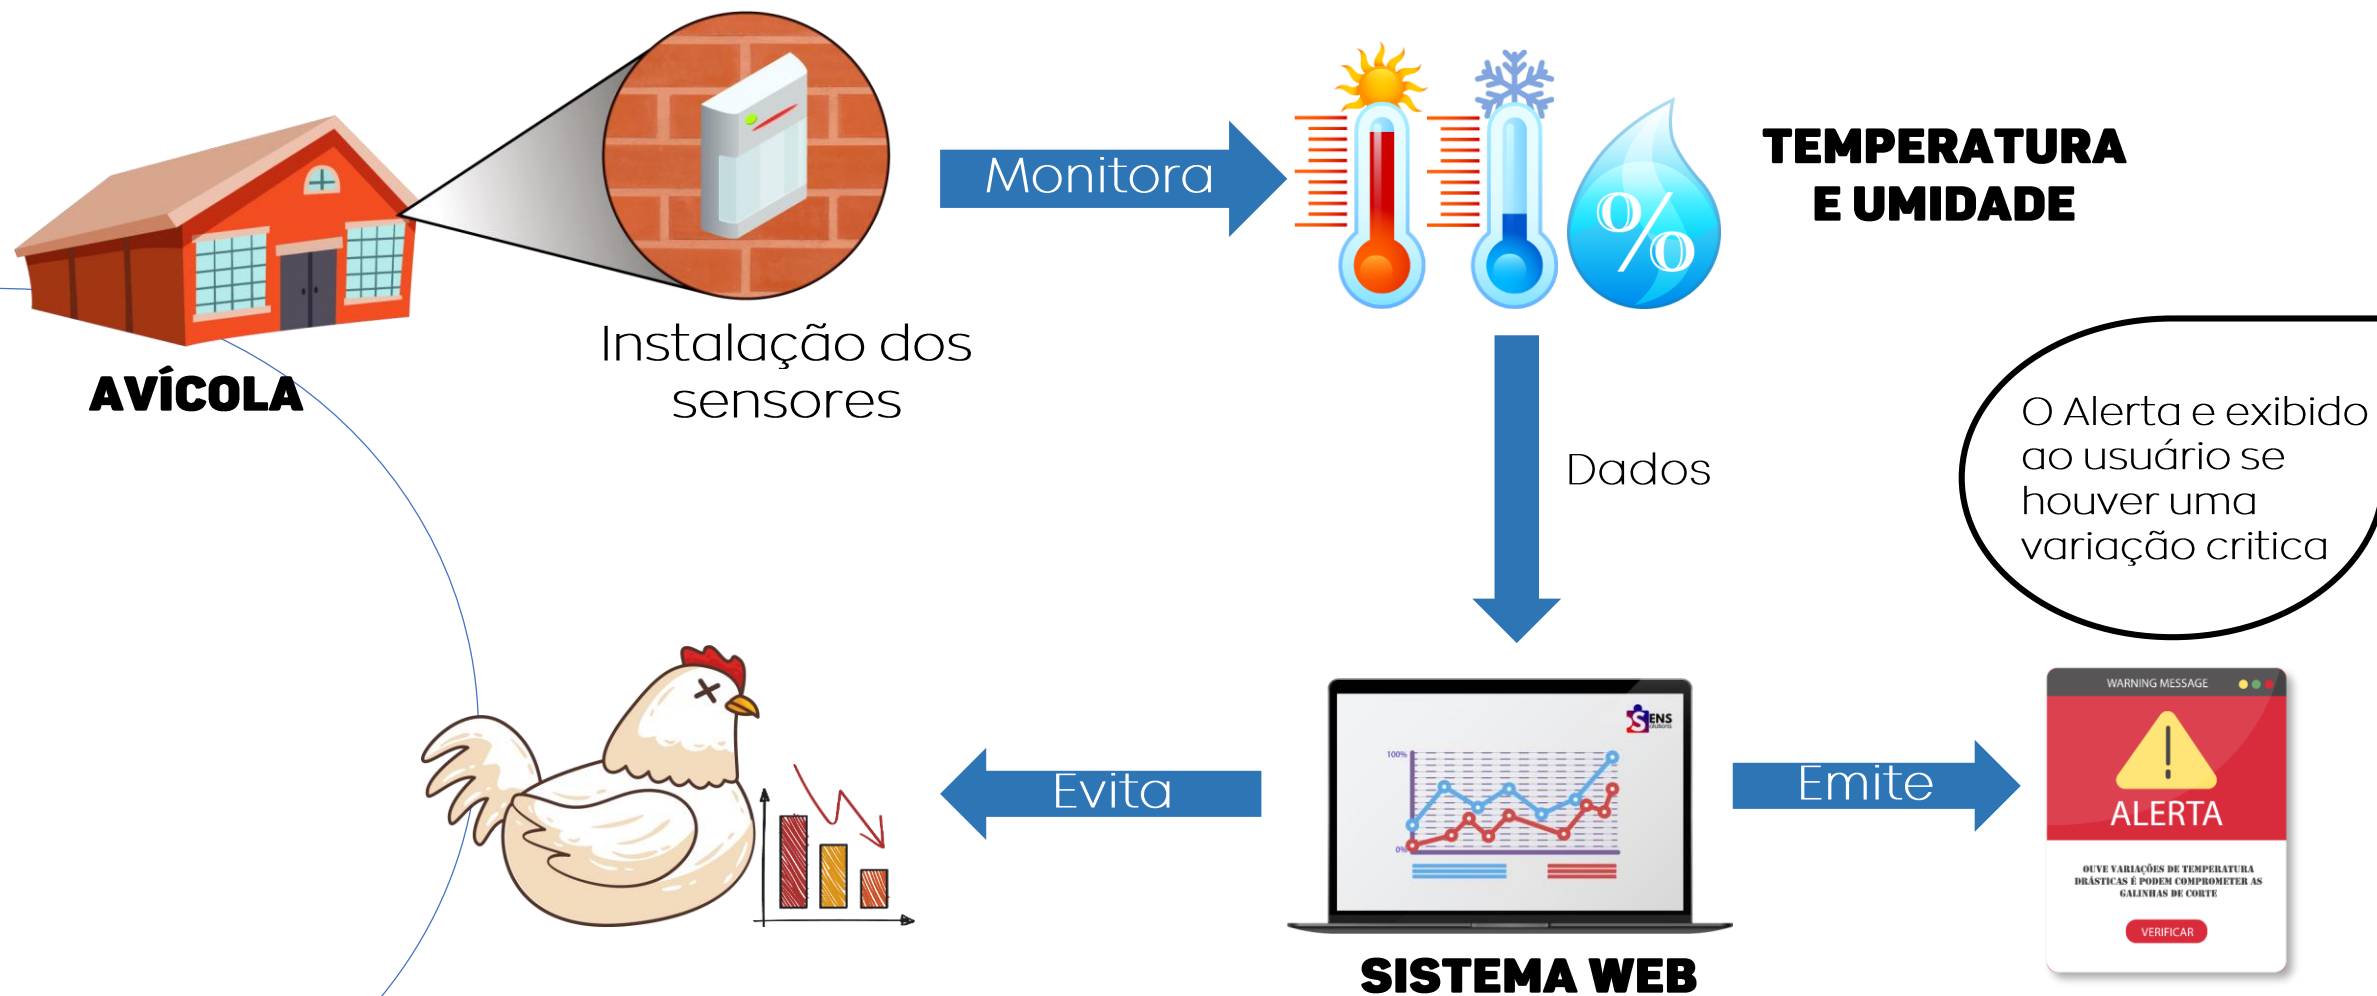 Monitora
TEMPERATURA
E UMIDADE
%
Instalação dos
sensores
AVÍCOLA
O Alerta e exibido
ao usuário se
houver uma
variação critica
Dados
WARNING MESSAGE
SENS
Solutions
100%
0%
Evita
Emite
!
ALERTA
OUVE VARIAÇÕES DE TEMPERATURA
DRÁSTICAS É PODEM COMPROMETER AS
GALINHAS DE CORTE
VERIFICAR
SISTEMA WEB